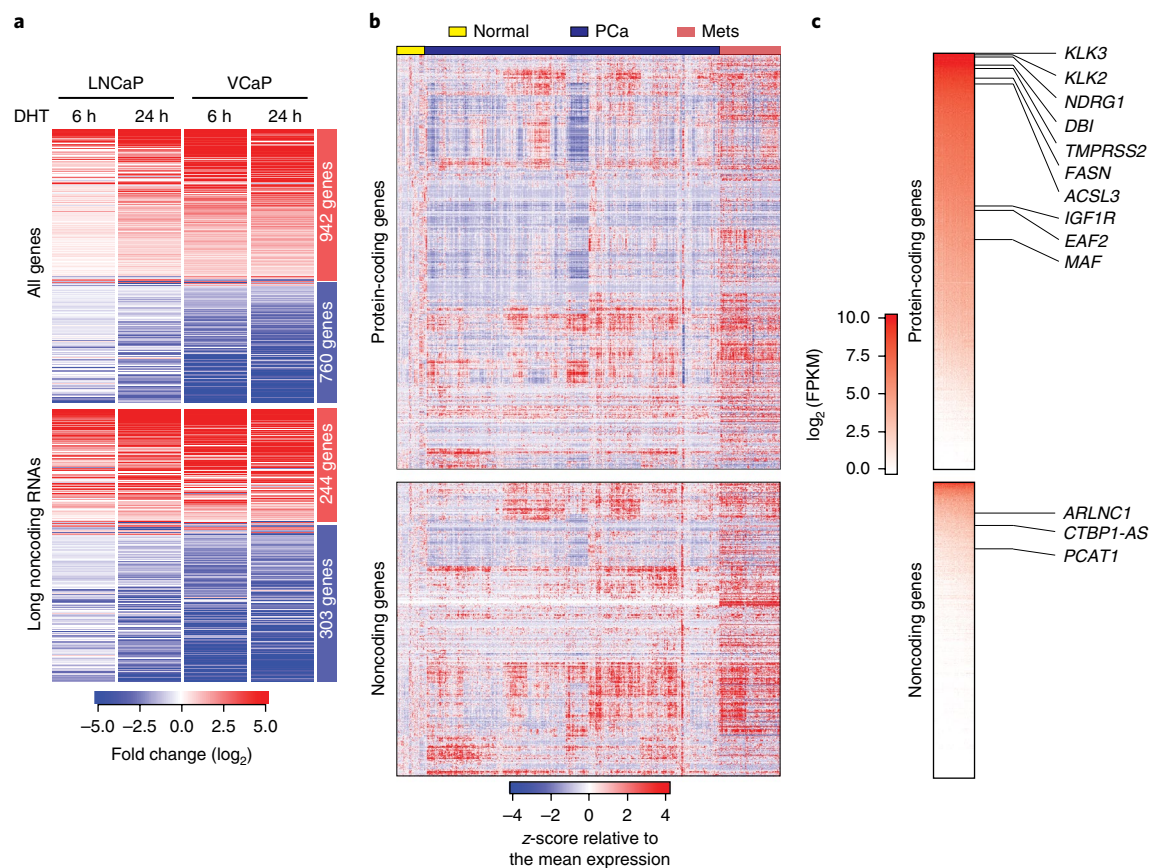 a
LNCaP VCaP
DHT 6 h 24 h 6 h 24 h
All genes
942 genes
760 genes
Long noncoding RNAs
244 genes
303 genes
−5.0 −2.5 0.0 2.5 5.0
Fold change (log2)
b
Normal PCa Mets
Protein-coding genes
Noncoding genes
−4 −2 0 2 4
z-score relative to
the mean expression
c
log2 (FPKM)
10.0
7.5
5.0
2.5
0.0
Protein-coding genes
KLK3
KLK2
NDRG1
DBI
TMPRSS2
FASN
ACSL3
IGF1R
EAF2
MAF
Noncoding genes
ARLNC1
CTBP1-AS
PCAT1